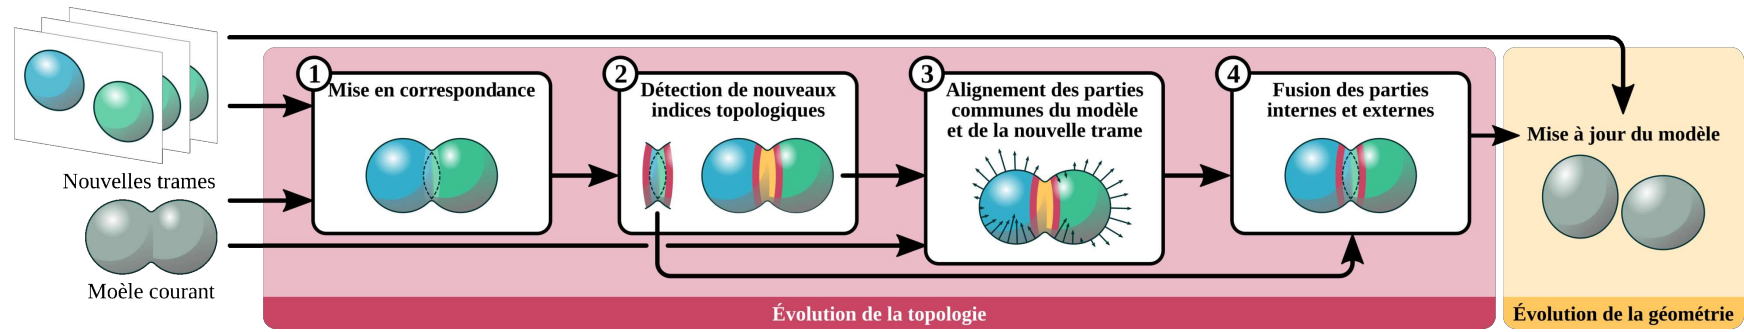 Nouvelles trames
Moèle courant
1
Mise en correspondance
2
Détection de nouveaux
indices topologiques
3
Alignement des parties
communes du modèle
et de la nouvelle trame
4
Fusion des parties
internes et externes
Mise à jour du modèle
Évolution de la topologie
Évolution de la géométrie